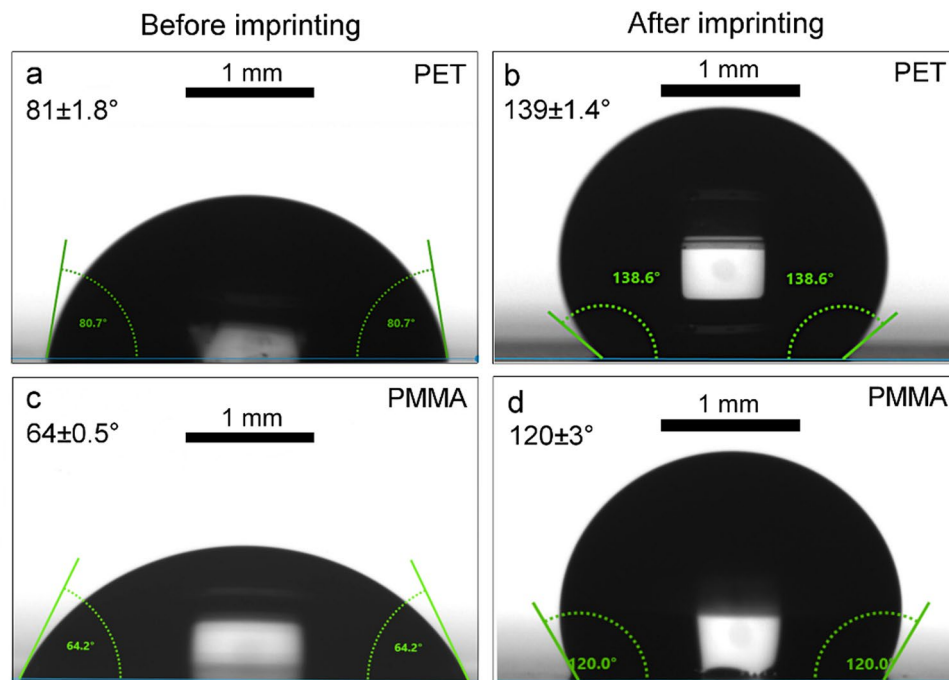 Before imprinting
After imprinting
a
1 mm
PET
81±1.8°
80.7°
80.7°
b
1 mm
PET
139±1.4°
138.6°
138.6°
c
1 mm
PMMA
64±0.5°
64.2°
64.2°
d
1 mm
PMMA
120±3°
120.0°
120.0°